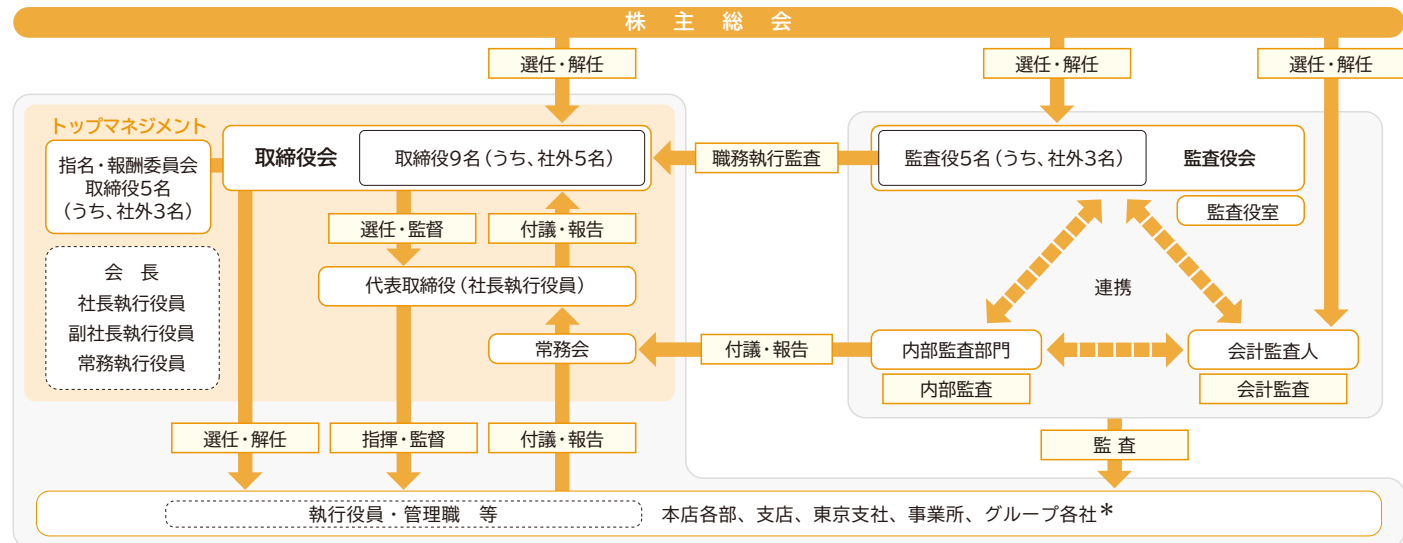 株主総会
選任・解任
選任・解任
選任・解任
トップマネジメント
指名・報酬委員会
取締役5名
（うち、社外3名）
取締役会
取締役9名（うち、社外5名）
職務執行監査
監査役5名（うち、社外3名）
監査役会
監査役室
選任・監督
付議・報告
会　長
社長執行役員
副社長執行役員
常務執行役員
代表取締役（社長執行役員）
連携
常務会
付議・報告
内部監査部門
内部監査
会計監査人
会計監査
選任・解任
指揮・監督
付議・報告
監 査
執行役員・管理職　等
本店各部、支店、東京支社、事業所、グループ各社＊